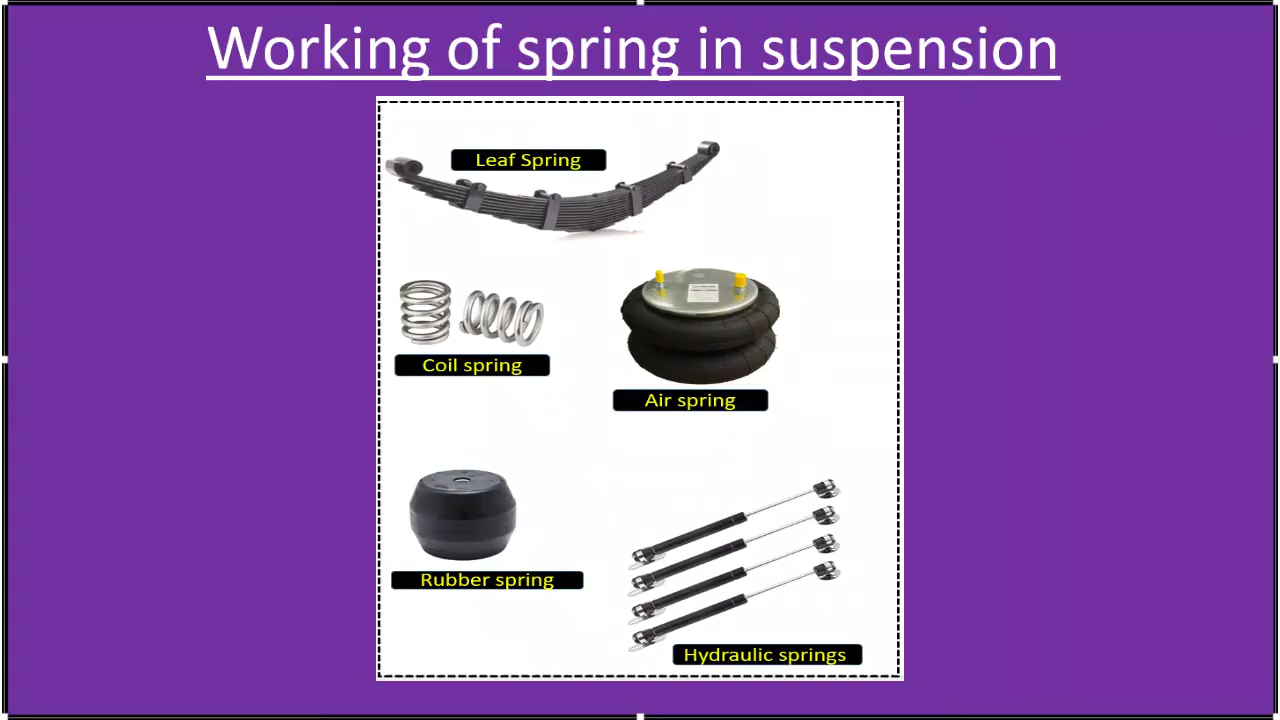 Working of spring in suspension
Leaf Spring
Coil spring
Air spring
Rubber spring
Hydraulic springs